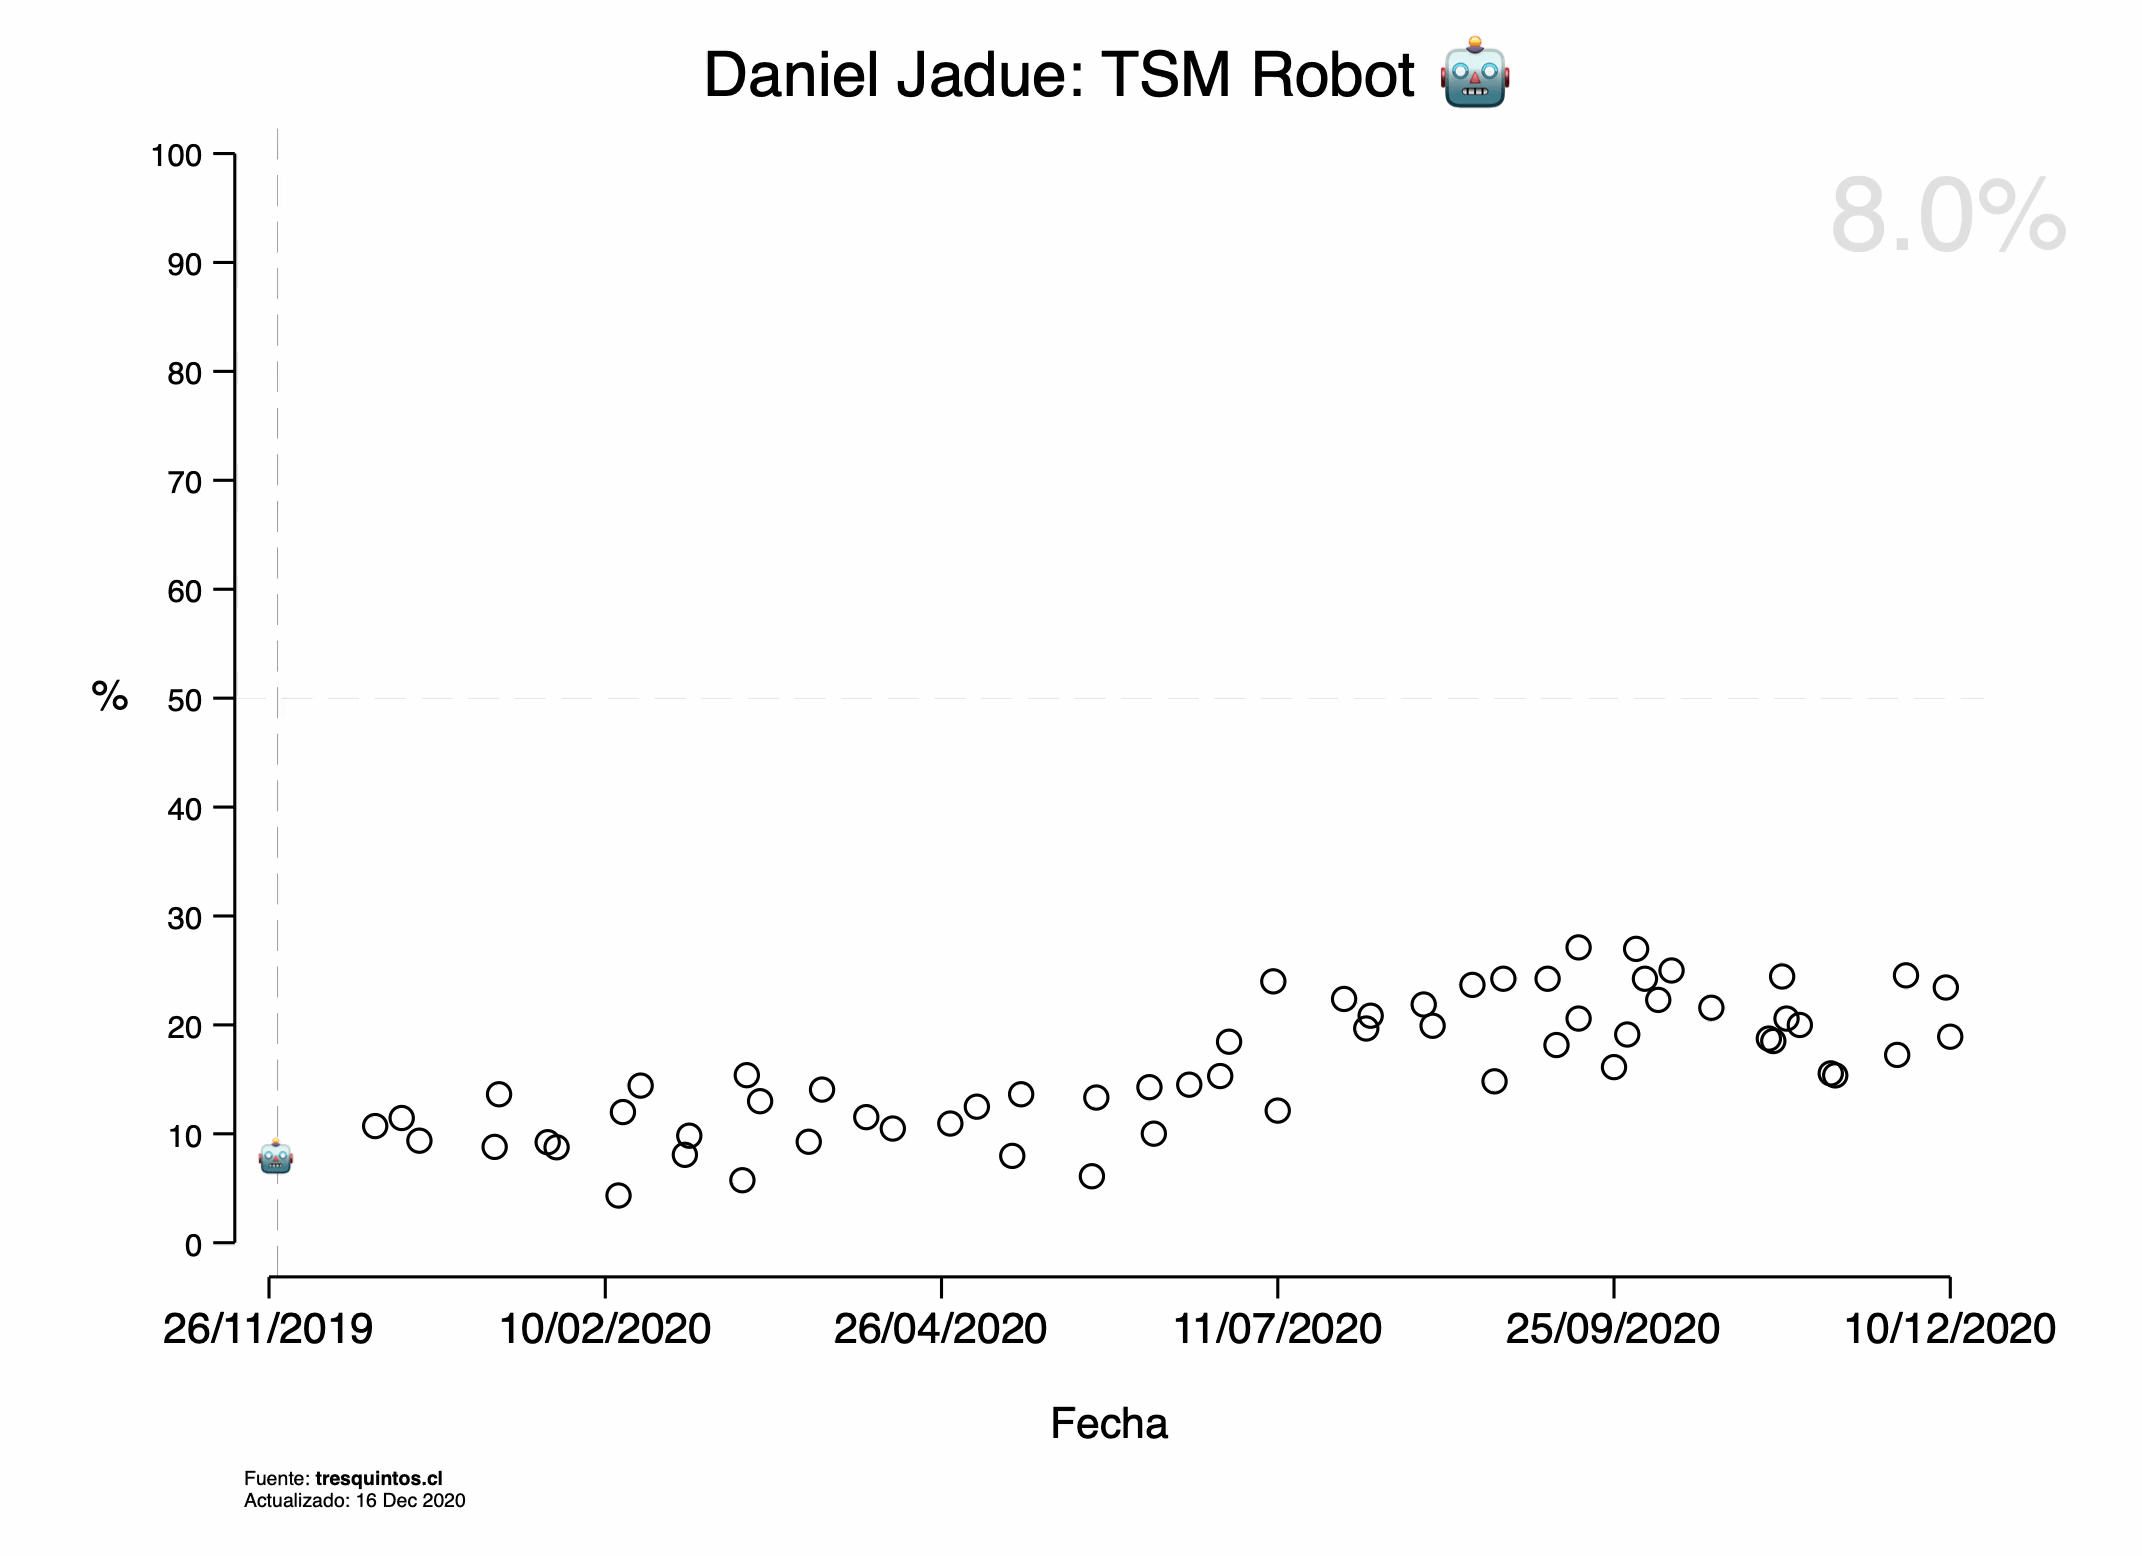 Daniel Jadue: TSM Robot 🤖
8.0%
100
90
80
70
60
50
40
30
20
10
0
%
26/11/2019 10/02/2020 26/04/2020 11/07/2020 25/09/2020 10/12/2020
Fecha
Fuente: tresquintos.cl
Actualizado: 16 Dec 2020